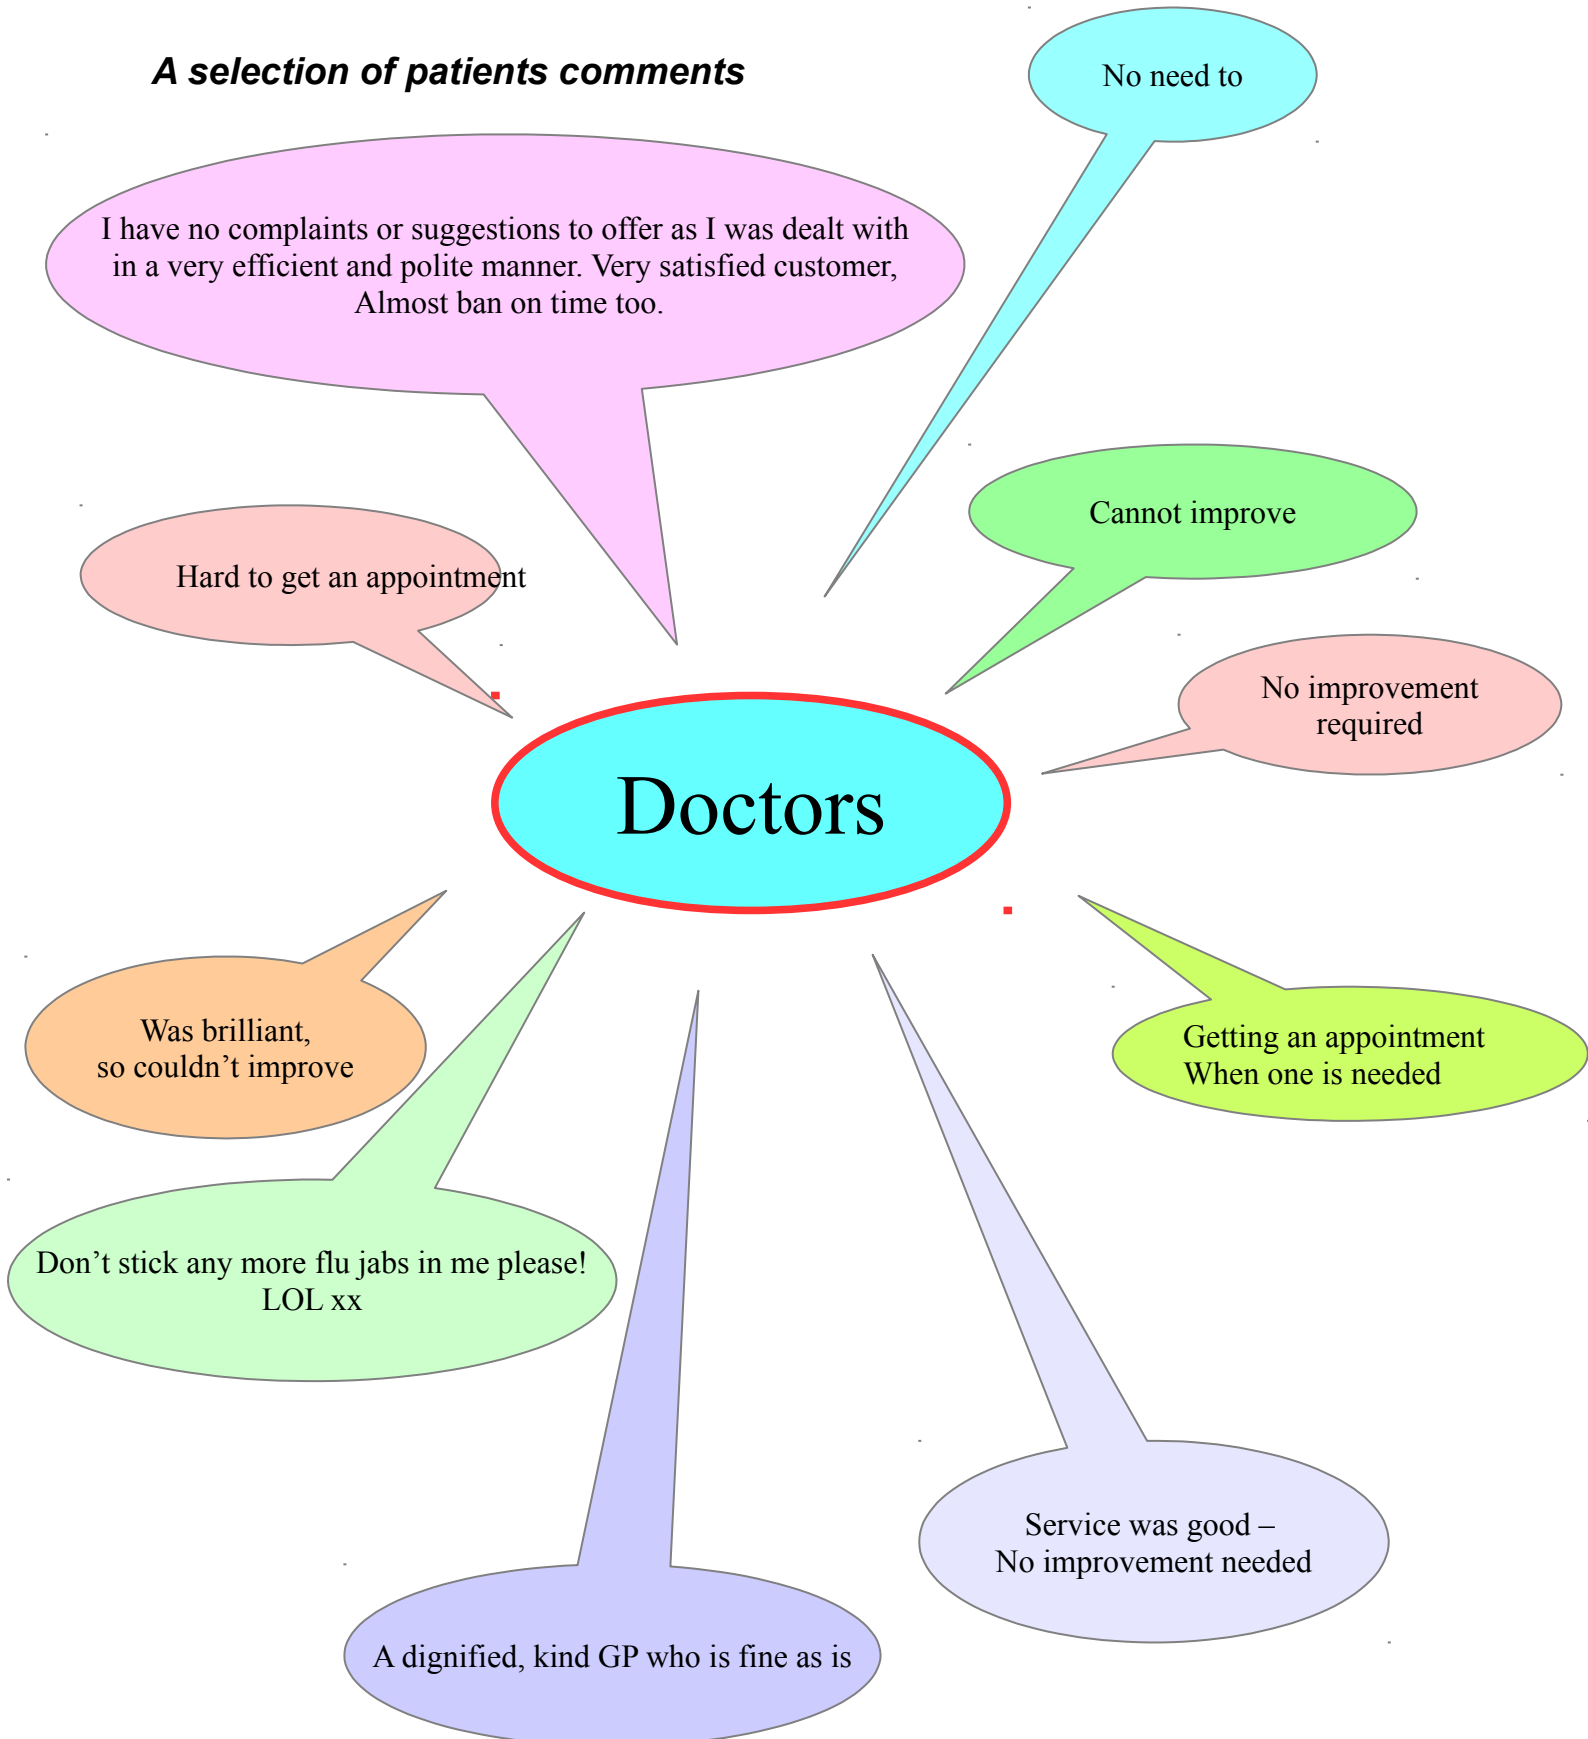 A selection of patients comments
No need to
I have no complaints or suggestions to offer as I was dealt with
in a very efficient and polite manner. Very satisfied customer,
Almost ban on time too.
Cannot improve
Hard to get an appointment
No improvement
required
Doctors
Was brilliant,
so couldn’t improve
Getting an appointment
When one is needed
Don’t stick any more flu jabs in me please!
LOL xx
Service was good –
No improvement needed
A dignified, kind GP who is fine as is